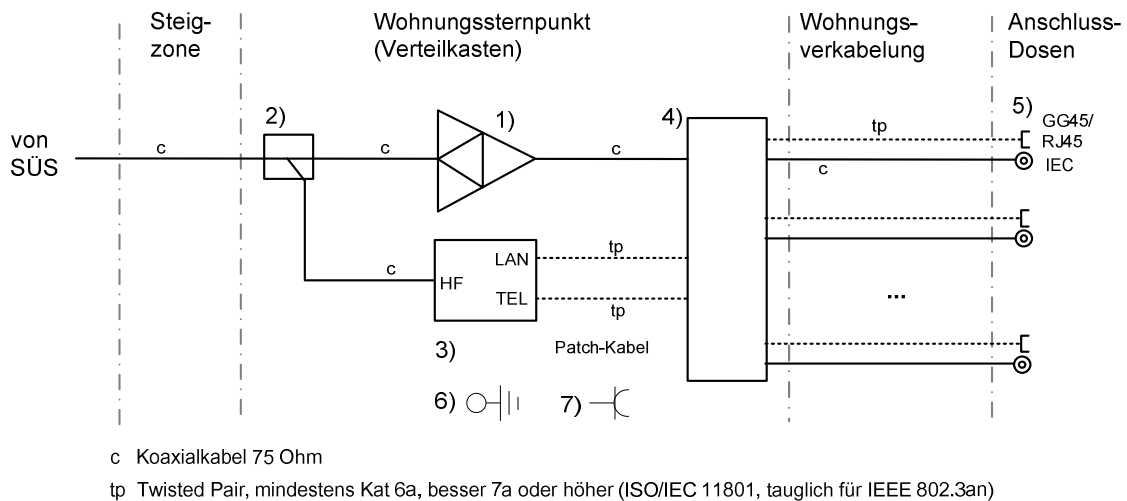 Steig-
zone
Wohnungssternpunkt
(Verteilkasten)
Wohnungs-
verkabelung
Anschluss-
Dosen
von
SÜS
c
2)
c
1)
c
4)
tp
c
5)
GG45/
RJ45
IEC
c
HF
LAN
TEL
tp
tp
3)
Patch-Kabel
...
6)
7)
c Koaxialkabel 75 Ohm
tp Twisted Pair, mindestens Kat 6a, besser 7a oder höher (ISO/IEC 11801, tauglich für IEEE 802.3an)